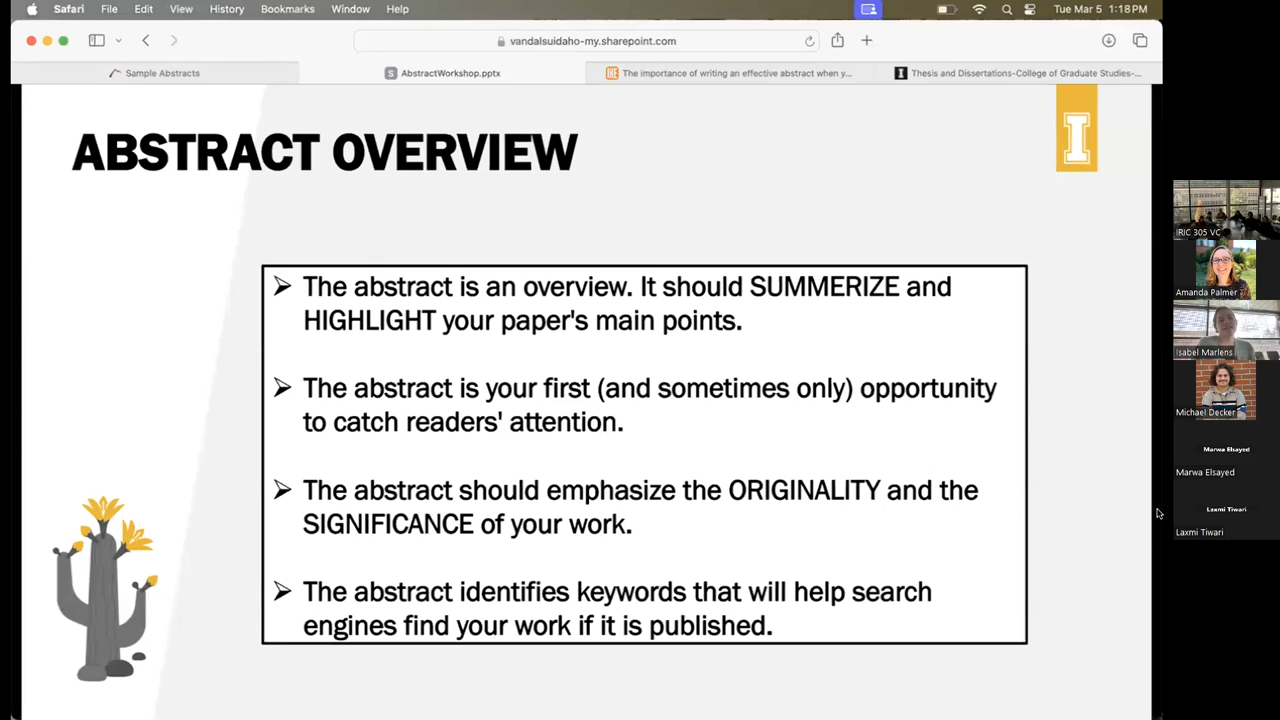 Safari File Edit View History Bookmarks Window Help Tue Mar 5 1:18 PM
vandalsuidaho-my.sharepoint.com
Sample Abstracts
S AbstractWorkshop.pptx
THE The importance of writing an effective abstract when y...
I Thesis and Dissertations-College of Graduate Studies-...
ABSTRACT OVERVIEW
I
➢ The abstract is an overview. It should SUMMERIZE and
HIGHLIGHT your paper's main points.
➢ The abstract is your first (and sometimes only) opportunity
to catch readers' attention.
➢ The abstract should emphasize the ORIGINALITY and the
SIGNIFICANCE of your work.
➢ The abstract identifies keywords that will help search
engines find your work if it is published.
IRIC 305 VC
Amanda Palmer
Isabel Marlens
Michael Decker
Marwa Elsayed
Marwa Elsayed
Laxmi Tiwari
Laxmi Tiwari